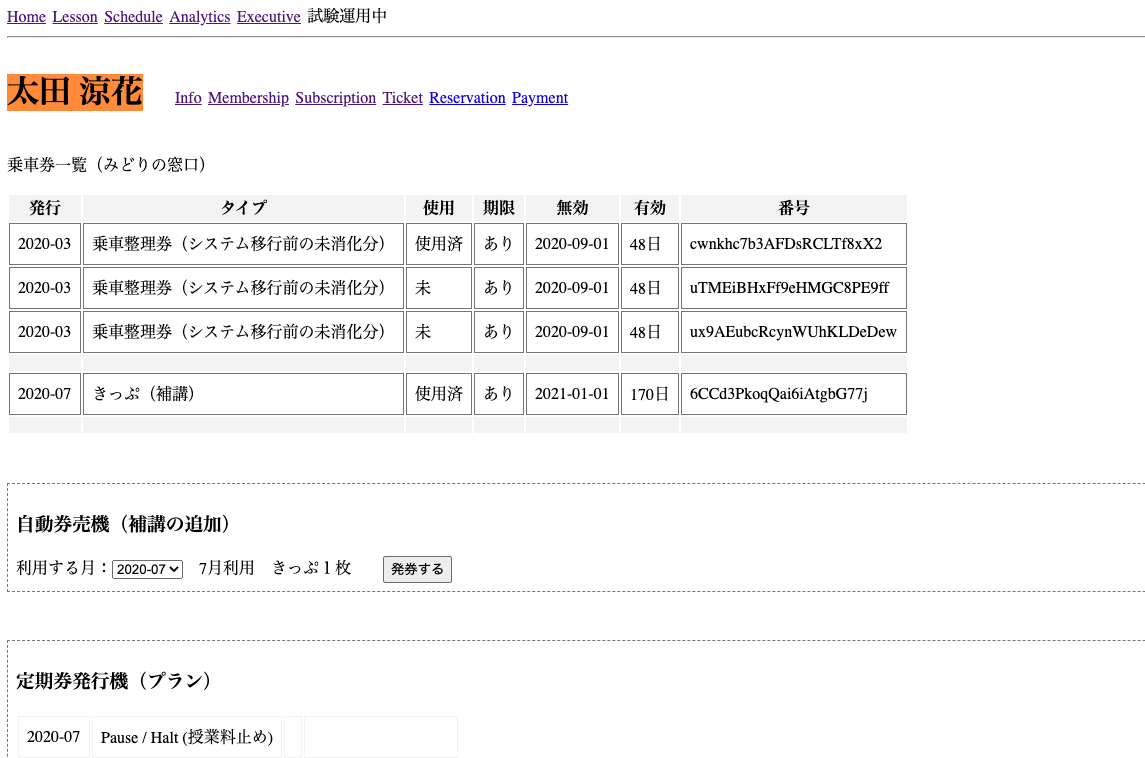 Home Lesson Schedule Analytics Executive 試験運用中
太田 涼花 Info Membership Subscription Ticket Reservation Payment
乗車券一覧（みどりの窓口）
発行 タイプ 使用 期限 無効 有効 番号
2020-03 乗車整理券（システム移行前の未消化分） 使用済 あり 2020-09-01 48日 cwnkhc7b3AFDsRCLTf8xX2
2020-03 乗車整理券（システム移行前の未消化分） 未 あり 2020-09-01 48日 uTMEiBHxFf9eHMGC8PE9ff
2020-03 乗車整理券（システム移行前の未消化分） 未 あり 2020-09-01 48日 ux9AEubcRcynWUhKLDeDew
2020-07 きっぷ（補講） 使用済 あり 2021-01-01 170日 6CCd3PkoqQai6iAtgbG77j
自動券売機（補講の追加）
利用する月：2020-07 7月利用 きっぷ１枚 発券する
定期券発行機（プラン）
2020-07 Pause / Halt (授業料止め)